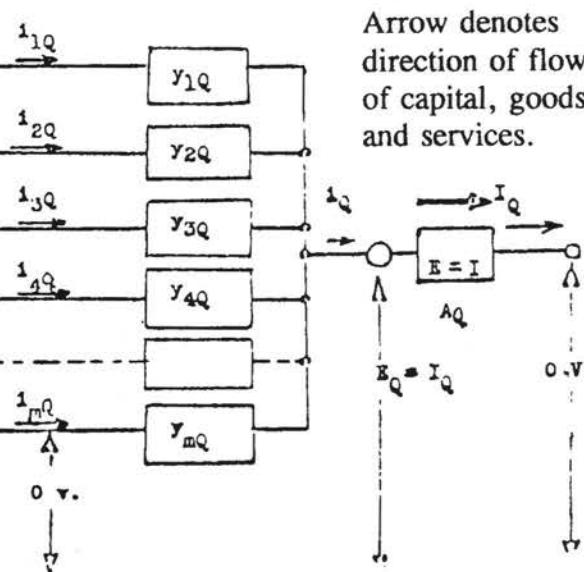 Arrow denotes
direction of flow
of capital, goods
and services.
i1Q
y1Q
i2Q
y2Q
i3Q
y3Q
iQ
IQ
i4Q
y4Q
E = I
AQ
EQ = IQ
0 V
imQ
ymQ
0 v.